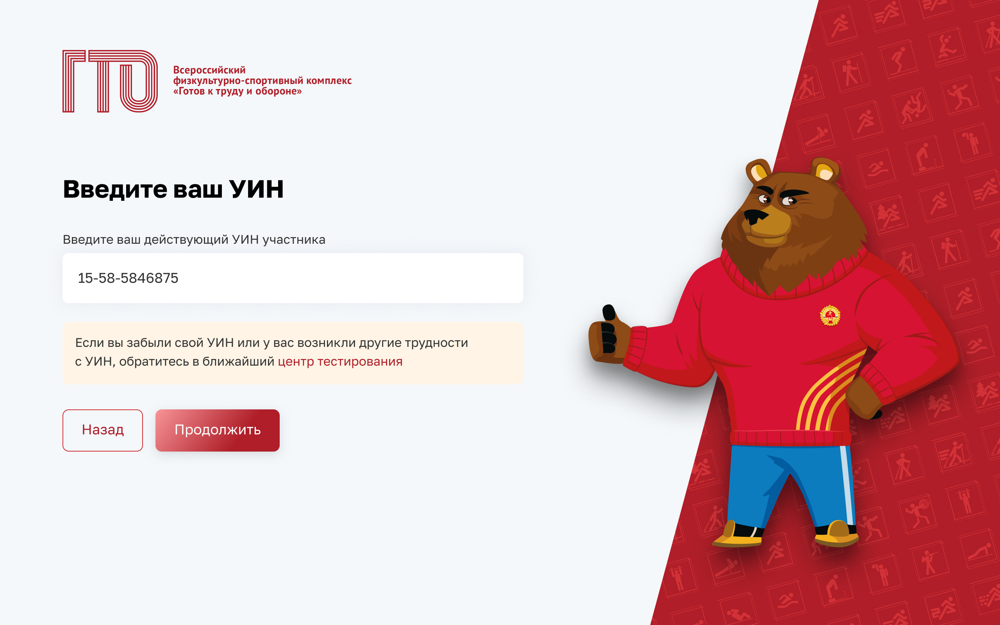 ГТО
Всероссийский
физкультурно-спортивный комплекс
«Готов к труду и обороне»
Введите ваш УИН
Введите ваш действующий УИН участника
15-58-5846875
Если вы забыли свой УИН или у вас возникли другие трудности
с УИН, обратитесь в ближайший центр тестирования
Назад
Продолжить
ГТО